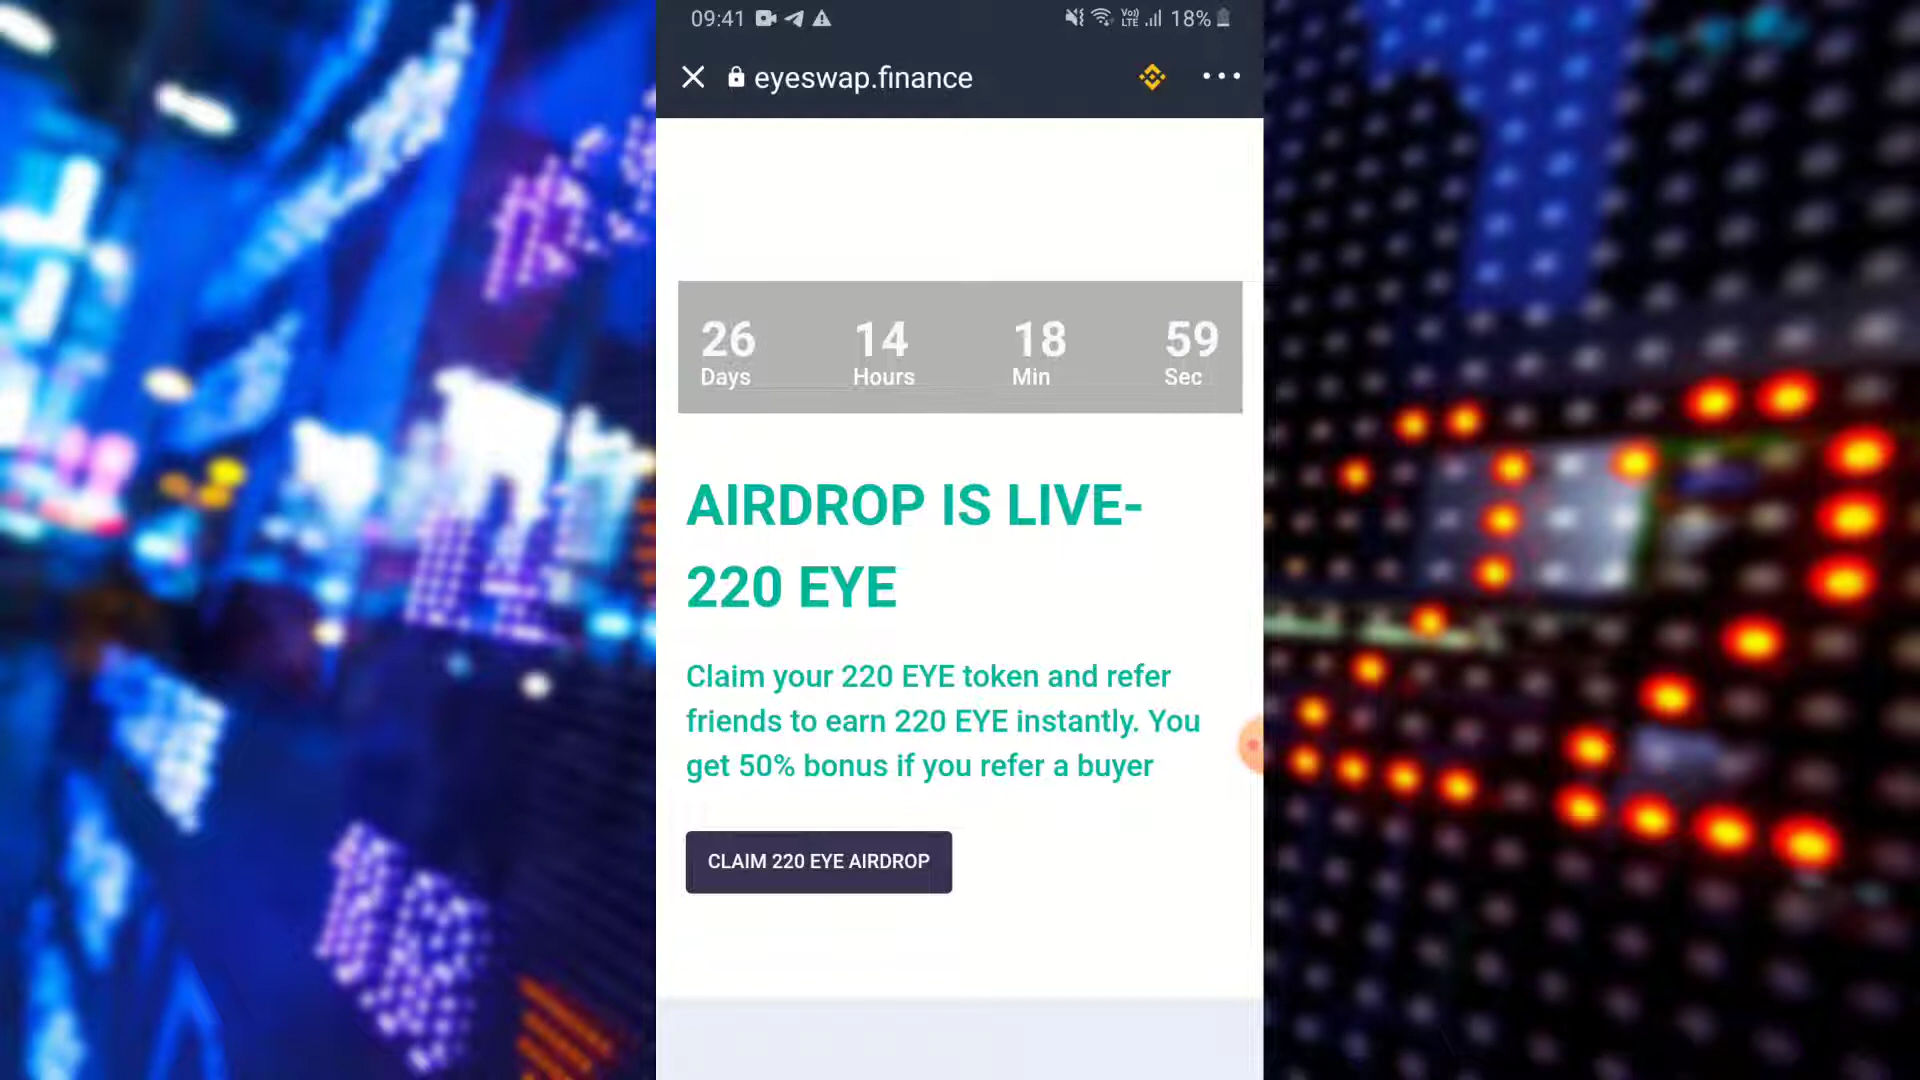 09:41 Vo)) LTE 18%
eyeswap.finance
26 14 18 59
Days Hours Min Sec
AIRDROP IS LIVE-
220 EYE
Claim your 220 EYE token and refer
friends to earn 220 EYE instantly. You
get 50% bonus if you refer a buyer
CLAIM 220 EYE AIRDROP